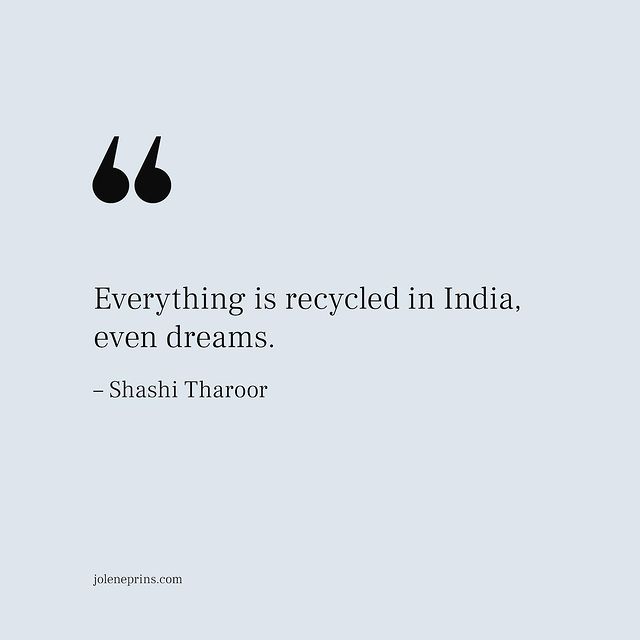 “
Everything is recycled in India,
even dreams.
– Shashi Tharoor
joleneprins.com